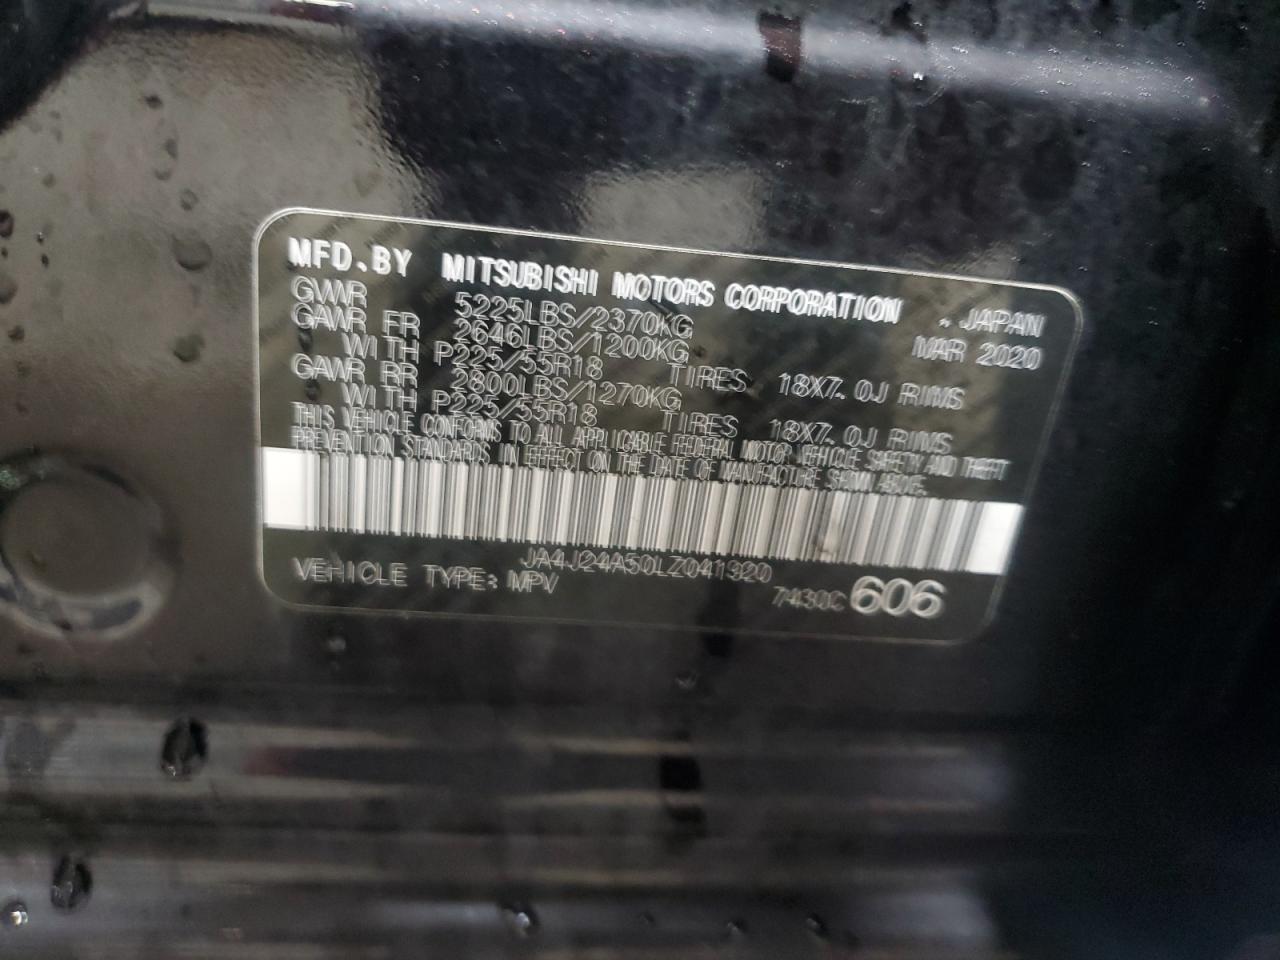 MFD.BY MITSUBISHI MOTORS CORPORATION , JAPAN
GVWR 5225LBS/2370KG MAR 2020
GAWR FR 2646LBS/1200KG
WITH P225/55R18 TIRES 18X7.0J RIMS
GAWR RR 2800LBS/1270KG
WITH P225/55R18 TIRES 18X7.0J RIMS
THIS VEHICLE CONFORMS TO ALL APPLICABLE FEDERAL MOTOR VEHICLE SAFETY AND THEFT
PREVENTION STANDARDS IN EFFECT ON THE DATE OF MANUFACTURE SHOWN ABOVE.
JA4J24A50LZ041920
VEHICLE TYPE: MPV 7430C 606